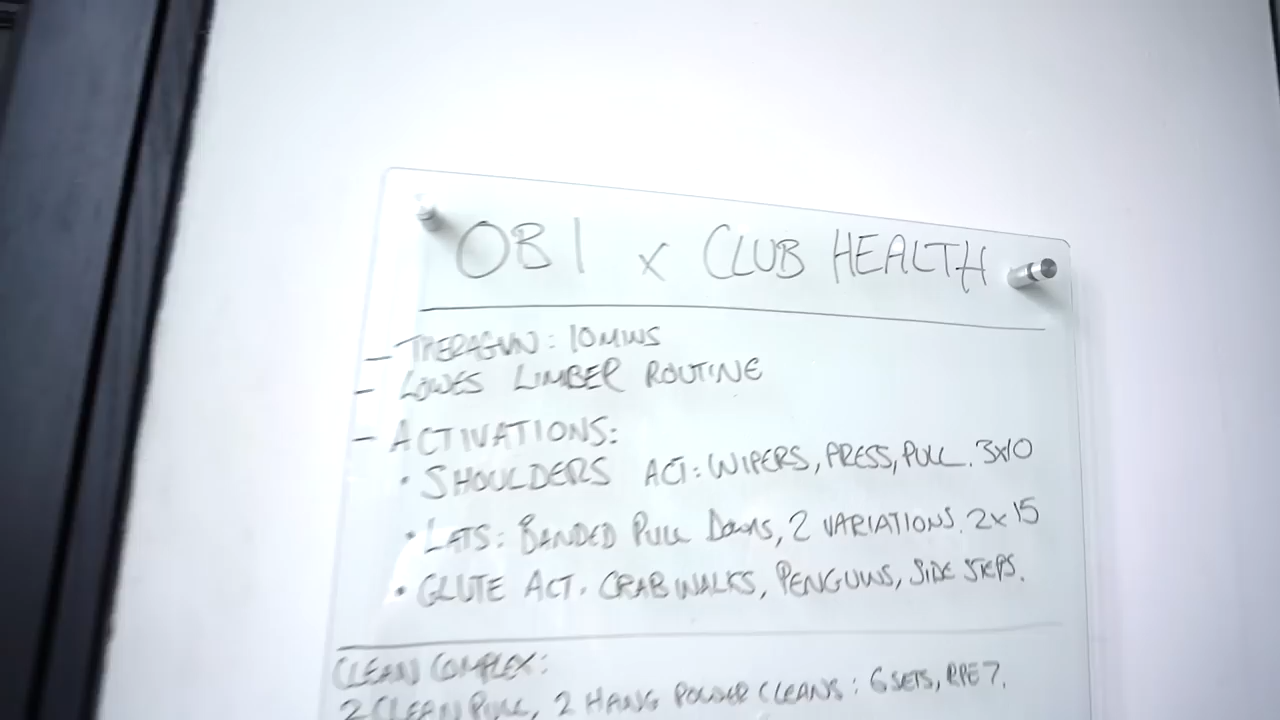 OBI x CLUB HEALTH
- THERAGUN: 10MINS
- LOWES LIMBER ROUTINE
- ACTIVATIONS:
• SHOULDERS ACT: WIPERS, PRESS, PULL. 3x10
• LATS: BANDED PULL DOWNS, 2 VARIATIONS. 2x15
• GLUTE ACT. CRAB WALKS, PENGUINS, SIDE STEPS.
CLEAN COMPLEX:
2 CLEAN PULL, 2 HANG POWER CLEANS: 6 SETS, RPE 7.